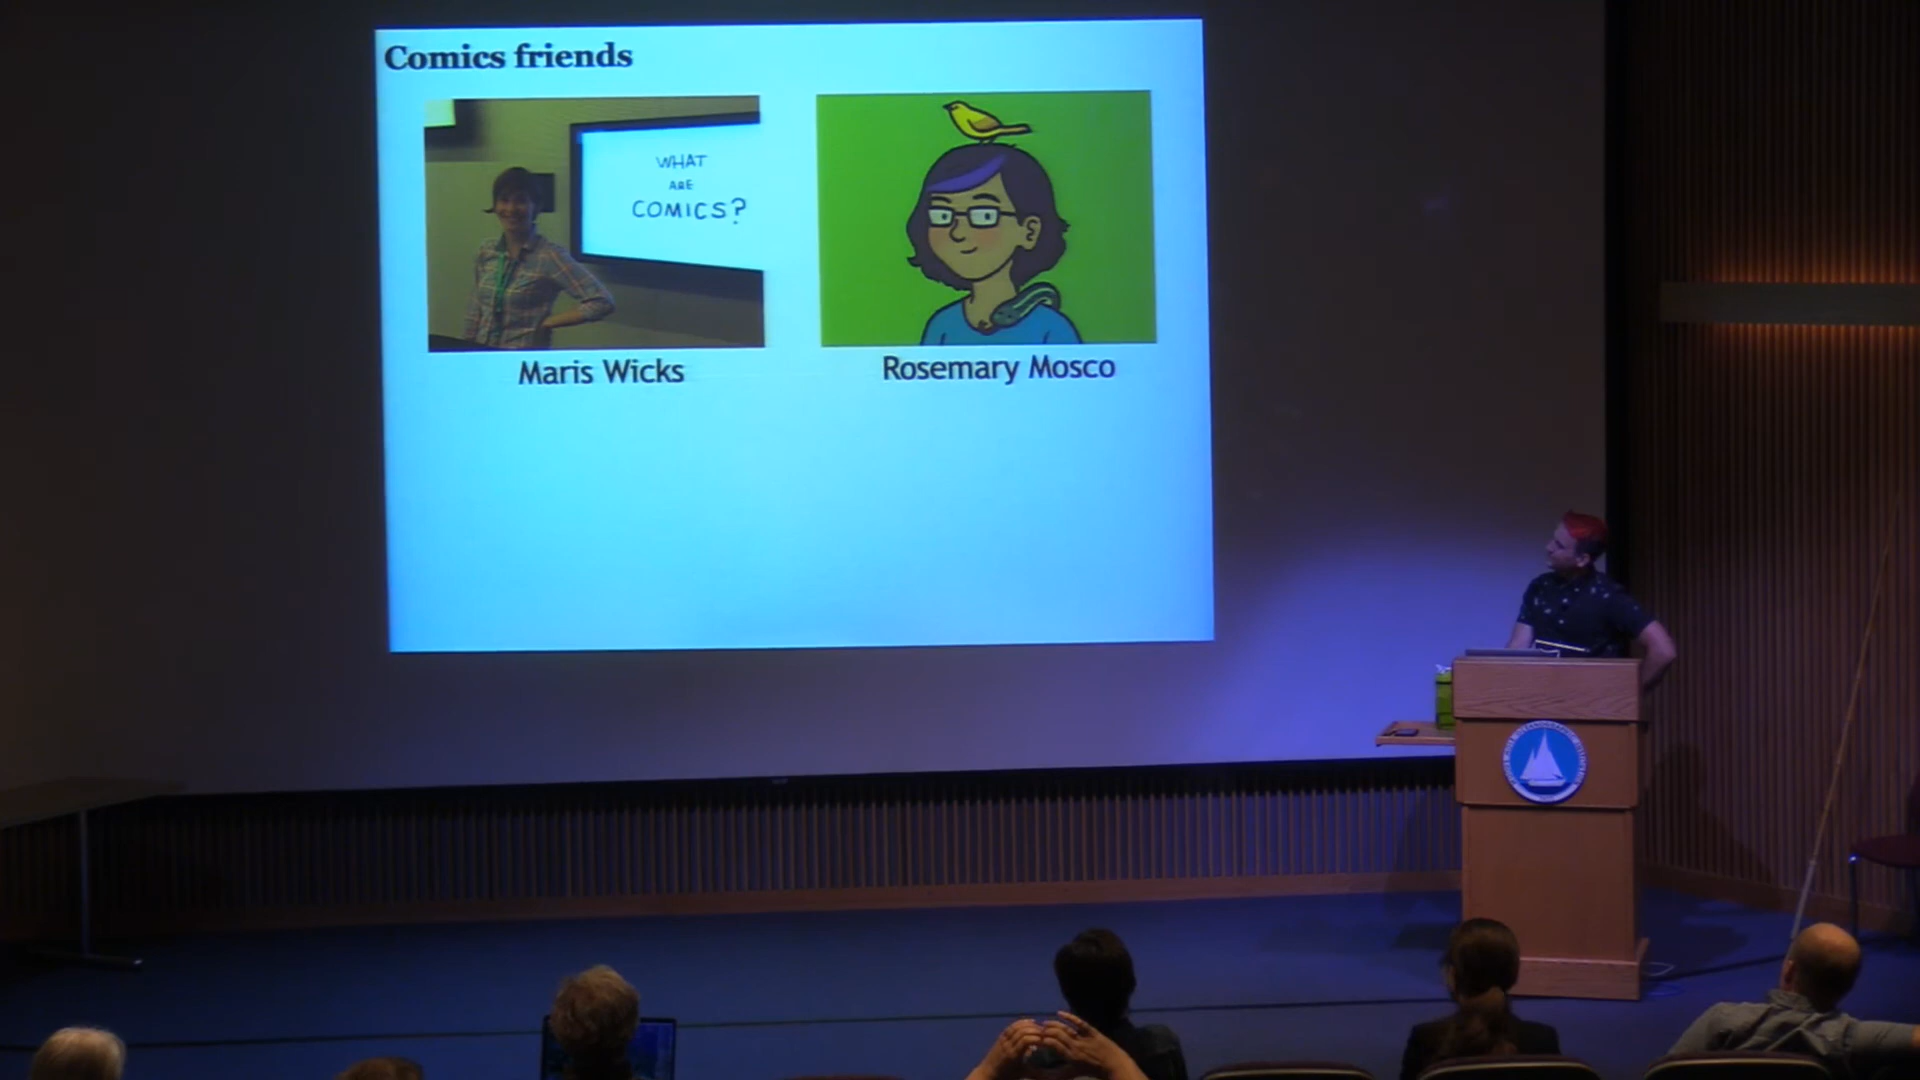 Comics friends
WHAT
ARE
COMICS?
Maris Wicks
Rosemary Mosco